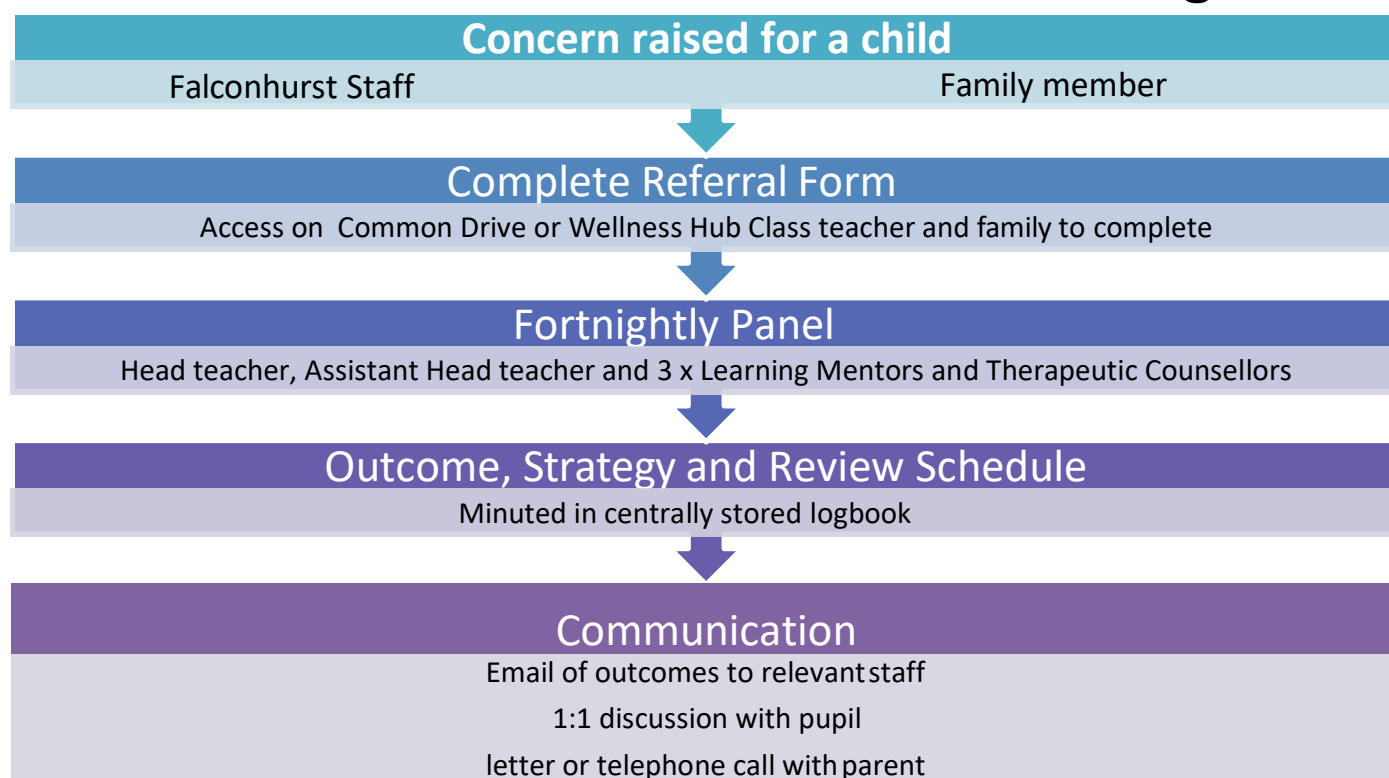 Concern raised for a child
Falconhurst Staff Family member
Complete Referral Form
Access on Common Drive or Wellness Hub Class teacher and family to complete
Fortnightly Panel
Head teacher, Assistant Head teacher and 3 x Learning Mentors and Therapeutic Counsellors
Outcome, Strategy and Review Schedule
Minuted in centrally stored logbook
Communication
Email of outcomes to relevant staff
1:1 discussion with pupil
letter or telephone call with parent